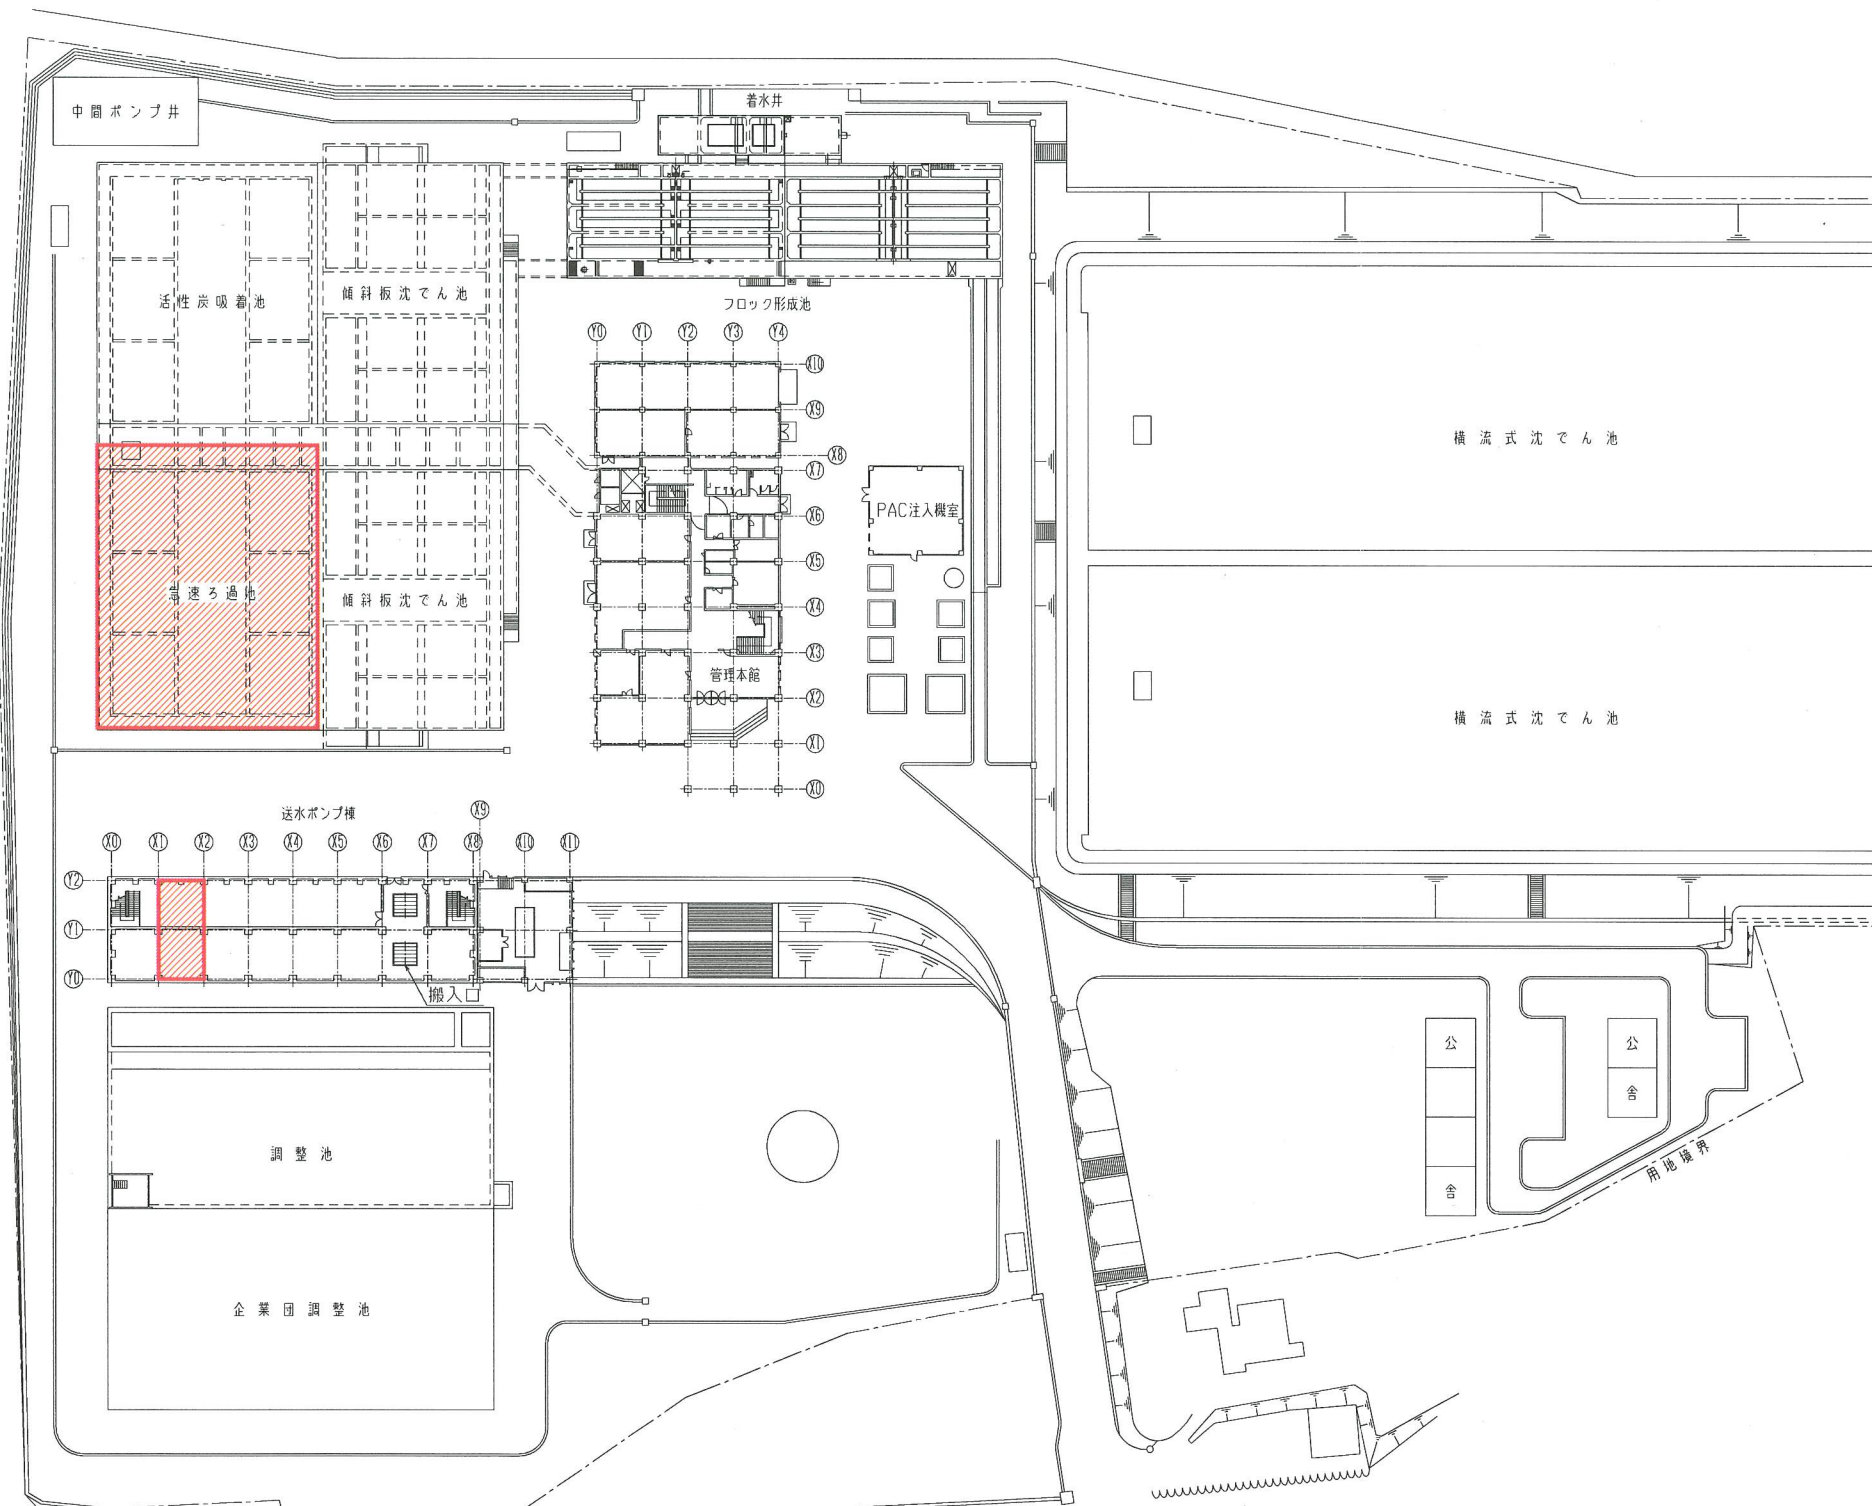 中間ポンプ井
着水井
活性炭吸着池
傾斜板沈でん池
フロック形成池
Y0 Y1 Y2 Y3 Y4
X10
X9
X8
X7
X6
X5
X4
X3
X2
X1
X0
横流式沈でん池
PAC注入機室
急速ろ過池
傾斜板沈でん池
管理本館
横流式沈でん池
送水ポンプ棟
X9
X0 X1 X2 X3 X4 X5 X6 X7 X8 X10 X11
Y2
Y1
Y0
搬入口
公
舎
公
舎
調整池
用地境界
企業団調整池